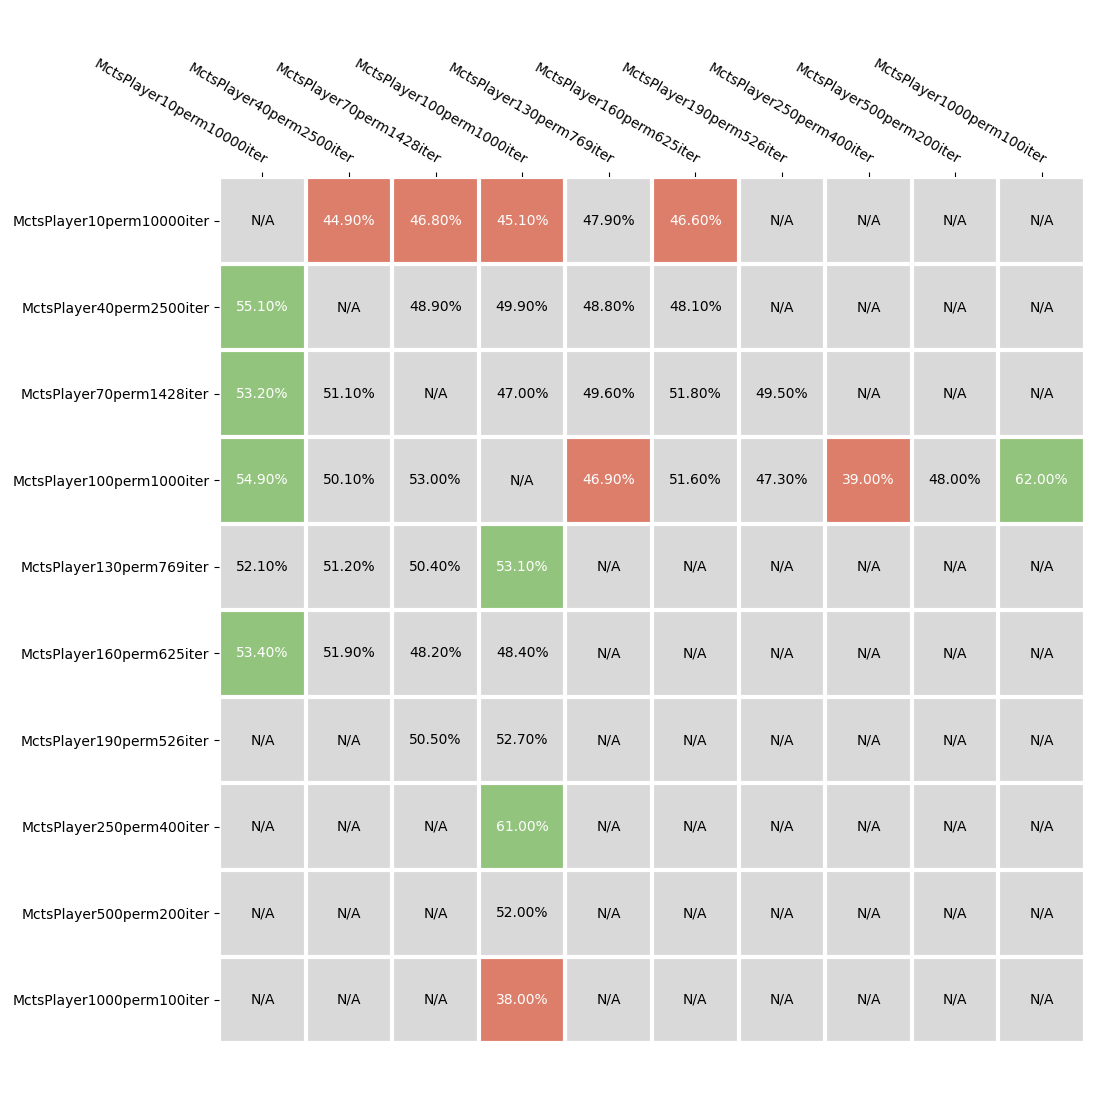 MctsPlayer10perm10000iter
MctsPlayer40perm2500iter
MctsPlayer70perm1428iter
MctsPlayer100perm1000iter
MctsPlayer130perm769iter
MctsPlayer160perm625iter
MctsPlayer190perm526iter
MctsPlayer250perm400iter
MctsPlayer500perm200iter
MctsPlayer1000perm100iter
MctsPlayer10perm10000iter N/A 44.90% 46.80% 45.10% 47.90% 46.60% N/A N/A N/A N/A
MctsPlayer40perm2500iter 55.10% N/A 48.90% 49.90% 48.80% 48.10% N/A N/A N/A N/A
MctsPlayer70perm1428iter 53.20% 51.10% N/A 47.00% 49.60% 51.80% 49.50% N/A N/A N/A
MctsPlayer100perm1000iter 54.90% 50.10% 53.00% N/A 46.90% 51.60% 47.30% 39.00% 48.00% 62.00%
MctsPlayer130perm769iter 52.10% 51.20% 50.40% 53.10% N/A N/A N/A N/A N/A N/A
MctsPlayer160perm625iter 53.40% 51.90% 48.20% 48.40% N/A N/A N/A N/A N/A N/A
MctsPlayer190perm526iter N/A N/A 50.50% 52.70% N/A N/A N/A N/A N/A N/A
MctsPlayer250perm400iter N/A N/A N/A 61.00% N/A N/A N/A N/A N/A N/A
MctsPlayer500perm200iter N/A N/A N/A 52.00% N/A N/A N/A N/A N/A N/A
MctsPlayer1000perm100iter N/A N/A N/A 38.00% N/A N/A N/A N/A N/A N/A